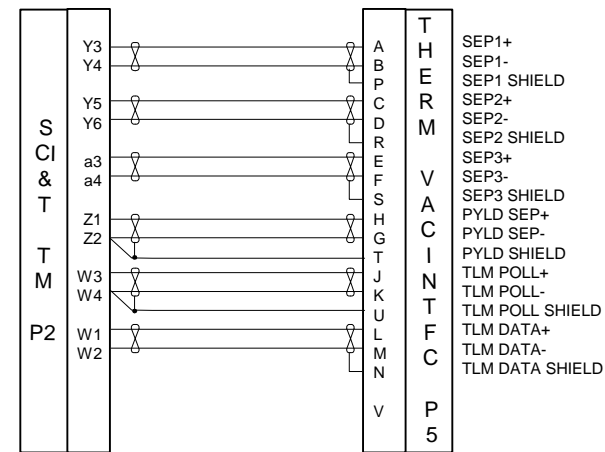 S
CI
&
T
T
M
P2
Y3
Y4
Y5
Y6
a3
a4
Z1
Z2
W3
W4
W1
W2
A
B
P
C
D
R
E
F
S
H
G
T
J
K
U
L
M
N
V
T
H
E
R
M
V
A
C
I
N
T
F
C
P
5
SEP1+
SEP1-
SEP1 SHIELD
SEP2+
SEP2-
SEP2 SHIELD
SEP3+
SEP3-
SEP3 SHIELD
PYLD SEP+
PYLD SEP-
PYLD SHIELD
TLM POLL+
TLM POLL-
TLM POLL SHIELD
TLM DATA+
TLM DATA-
TLM DATA SHIELD